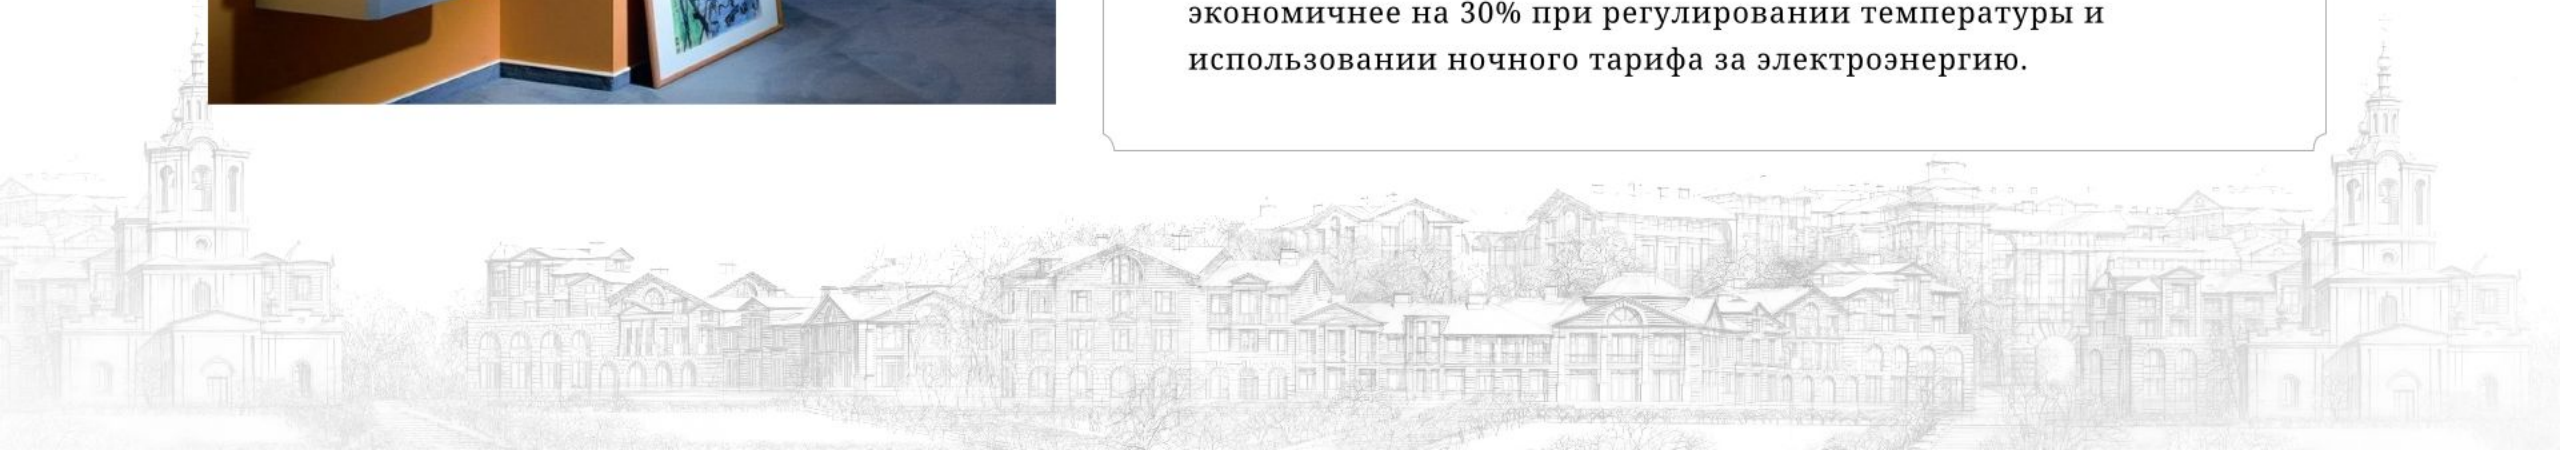 экономичнее на 30% при регулировании температуры и
использовании ночного тарифа за электроэнергию.